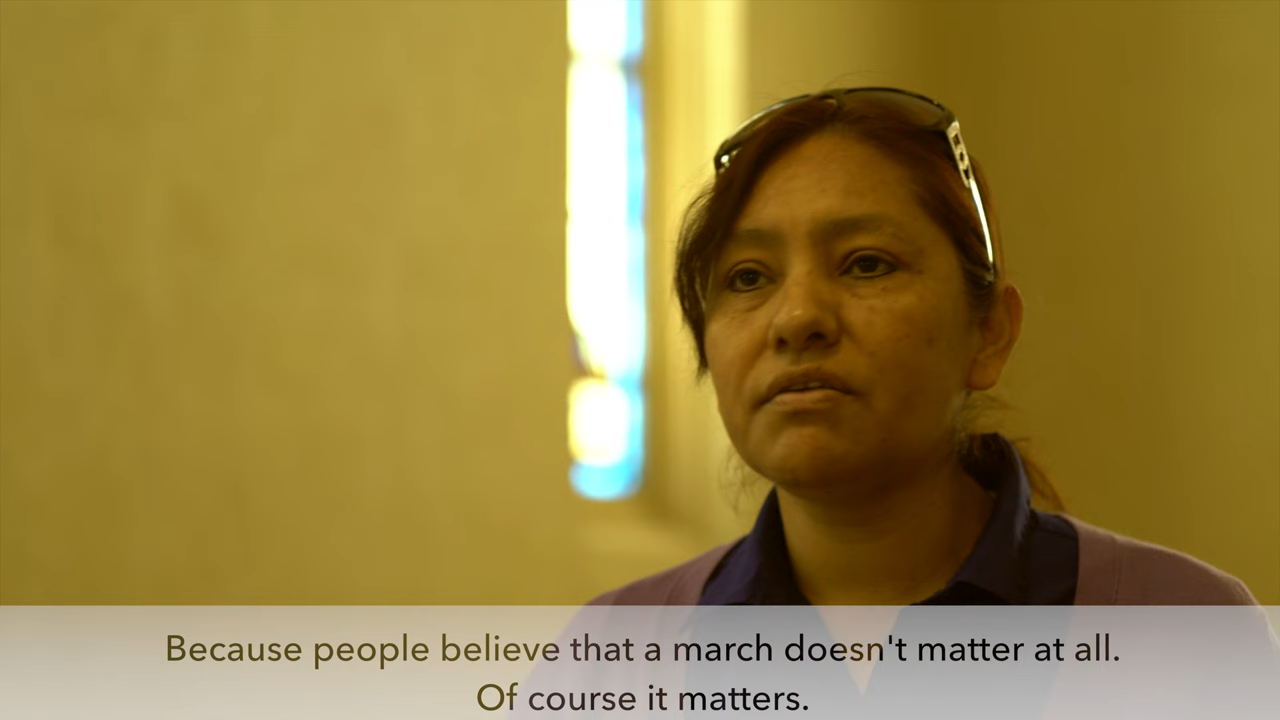 Because people believe that a march doesn't matter at all.
Of course it matters.